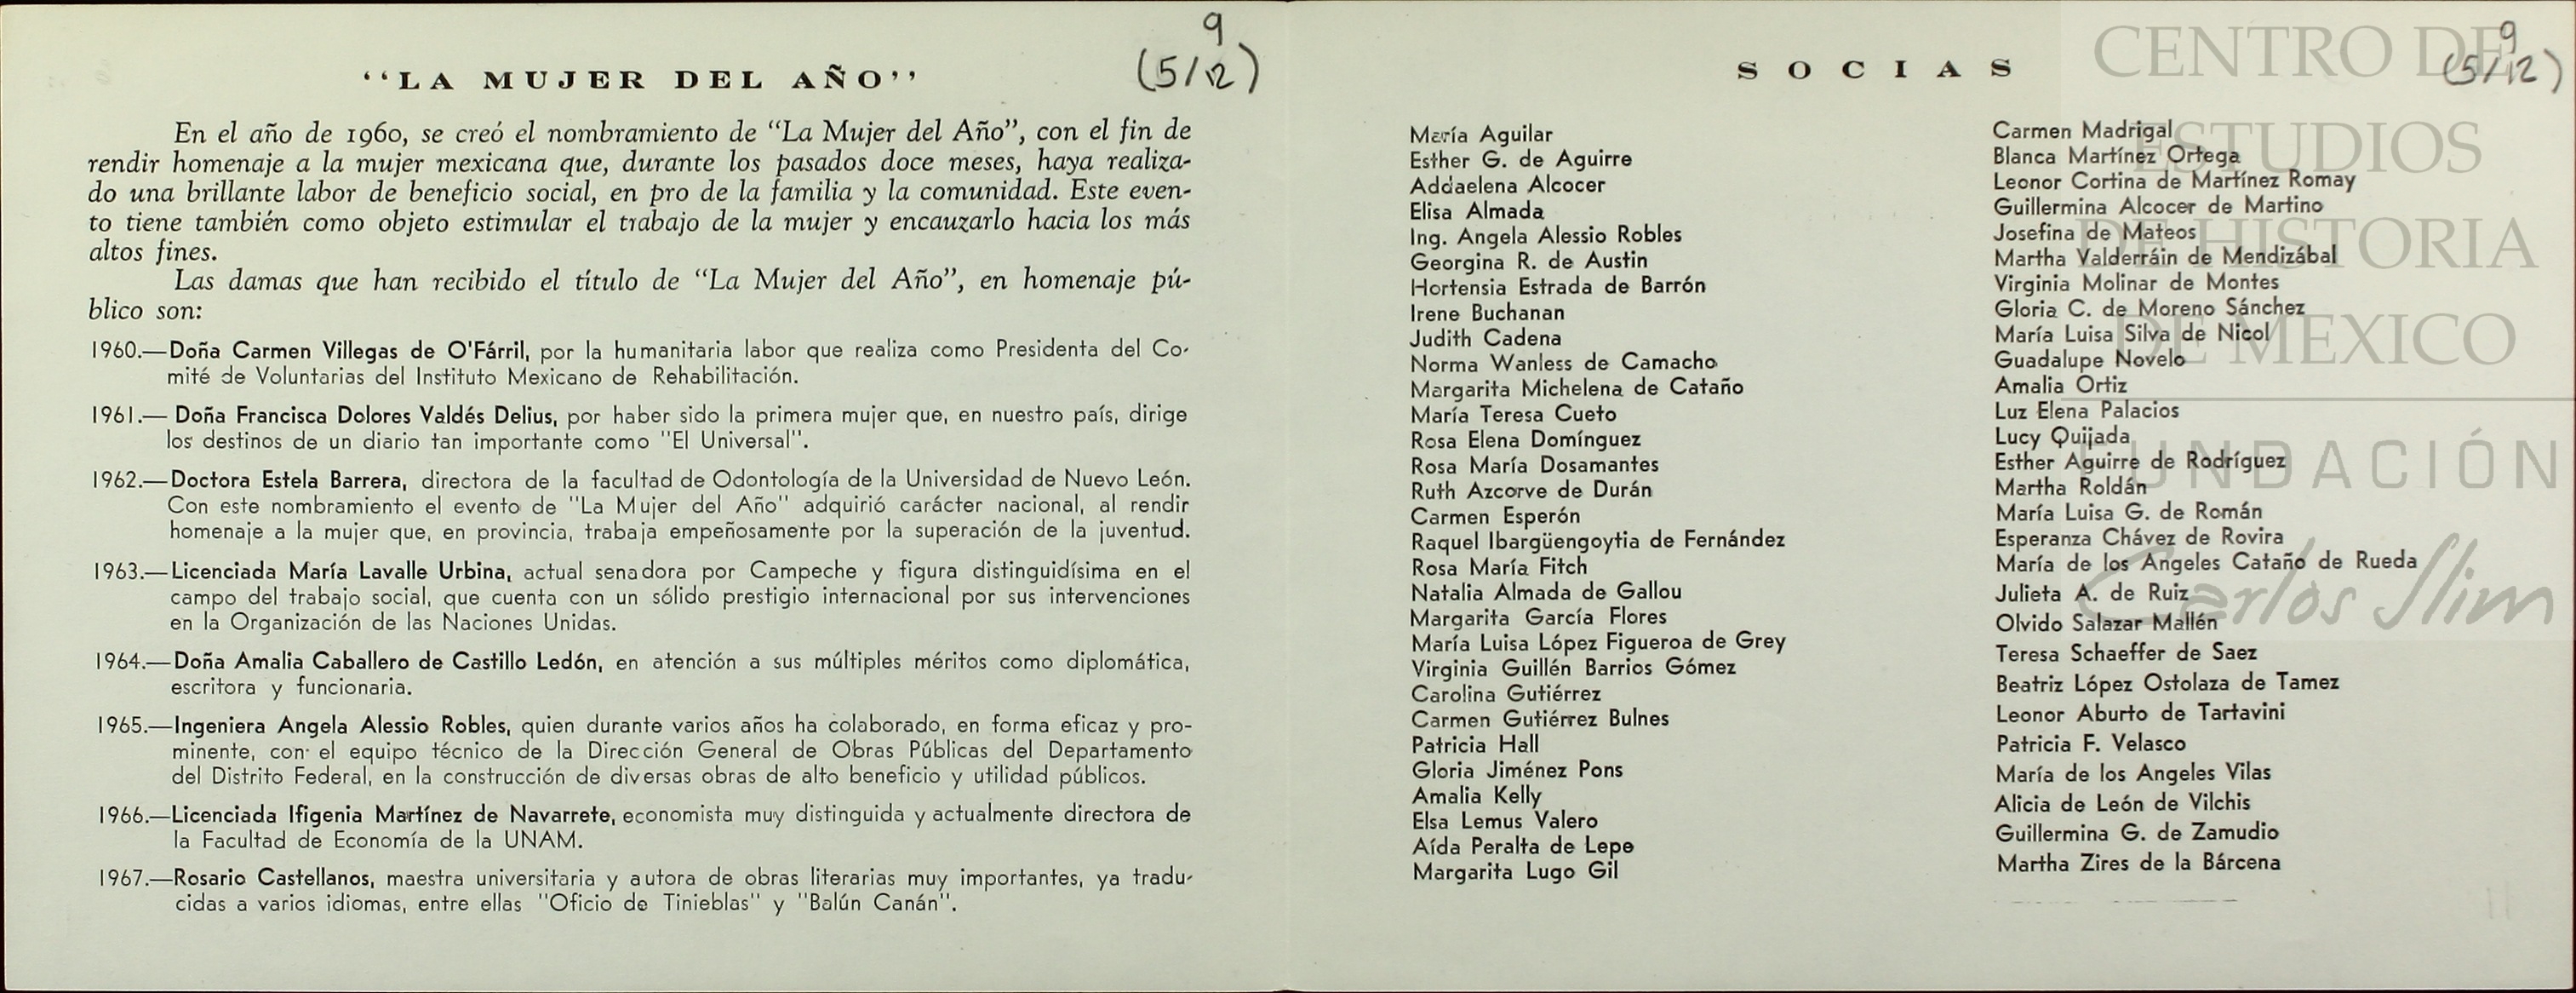 9
(5/12)
“LA MUJER DEL AÑO”
En el año de 1960, se creó el nombramiento de “La Mujer del Año”, con el fin de
rendir homenaje a la mujer mexicana que, durante los pasados doce meses, haya realiza-
do una brillante labor de beneficio social, en pro de la familia y la comunidad. Este even-
to tiene también como objeto estimular el trabajo de la mujer y encauzarlo hacia los más
altos fines.
Las damas que han recibido el título de “La Mujer del Año”, en homenaje pú-
blico son:
1960.—Doña Carmen Villegas de O'Fárril, por la humanitaria labor que realiza como Presidenta del Co-
mité de Voluntarias del Instituto Mexicano de Rehabilitación.
1961.— Doña Francisca Dolores Valdés Delius, por haber sido la primera mujer que, en nuestro país, dirige
los destinos de un diario tan importante como "El Universal".
1962.—Doctora Estela Barrera, directora de la facultad de Odontología de la Universidad de Nuevo León.
Con este nombramiento el evento de "La Mujer del Año" adquirió carácter nacional, al rendir
homenaje a la mujer que, en provincia, trabaja empeñosamente por la superación de la juventud.
1963.—Licenciada María Lavalle Urbina, actual senadora por Campeche y figura distinguidísima en el
campo del trabajo social, que cuenta con un sólido prestigio internacional por sus intervenciones
en la Organización de las Naciones Unidas.
1964.—Doña Amalia Caballero de Castillo Ledón, en atención a sus múltiples méritos como diplomática,
escritora y funcionaria.
1965.—Ingeniera Angela Alessio Robles, quien durante varios años ha colaborado, en forma eficaz y pro-
minente, con el equipo técnico de la Dirección General de Obras Públicas del Departamento
del Distrito Federal, en la construcción de diversas obras de alto beneficio y utilidad públicos.
1966.—Licenciada Ifigenia Martínez de Navarrete, economista muy distinguida y actualmente directora de
la Facultad de Economía de la UNAM.
1967.—Rosario Castellanos, maestra universitaria y autora de obras literarias muy importantes, ya tradu-
cidas a varios idiomas, entre ellas "Oficio de Tinieblas" y "Balún Canán".
9
(5/12)
SOCIAS
María Aguilar
Esther G. de Aguirre
Addaelena Alcocer
Elisa Almada
Ing. Angela Alessio Robles
Georgina R. de Austin
Hortensia Estrada de Barrón
Irene Buchanan
Judith Cadena
Norma Wanless de Camacho
Margarita Michelena de Cataño
María Teresa Cueto
Rosa Elena Domínguez
Rosa María Dosamantes
Ruth Azcorve de Durán
Carmen Esperón
Raquel Ibargüengoytia de Fernández
Rosa María Fitch
Natalia Almada de Gallou
Margarita García Flores
María Luisa López Figueroa de Grey
Virginia Guillén Barrios Gómez
Carolina Gutiérrez
Carmen Gutiérrez Bulnes
Patricia Hall
Gloria Jiménez Pons
Amalia Kelly
Elsa Lemus Valero
Aída Peralta de Lepe
Margarita Lugo Gil
Carmen Madrigal
Blanca Martínez Ortega
Leonor Cortina de Martínez Romay
Guillermina Alcocer de Martino
Josefina de Mateos
Martha Valderráin de Mendizábal
Virginia Molinar de Montes
Gloria C. de Moreno Sánchez
María Luisa Silva de Nicol
Guadalupe Novelo
Amalia Ortiz
Luz Elena Palacios
Lucy Quijada
Esther Aguirre de Rodríguez
Martha Roldán
María Luisa G. de Román
Esperanza Chávez de Rovira
María de los Angeles Cataño de Rueda
Julieta A. de Ruiz
Olvido Salazar Mallén
Teresa Schaeffer de Saez
Beatriz López Ostolaza de Tamez
Leonor Aburto de Tartavini
Patricia F. Velasco
María de los Angeles Vilas
Alicia de León de Vilchis
Guillermina G. de Zamudio
Martha Zires de la Bárcena
CENTRO DE
ESTUDIOS
DE HISTORIA
DE MEXICO
FUNDACIÓN
Carlos Slim